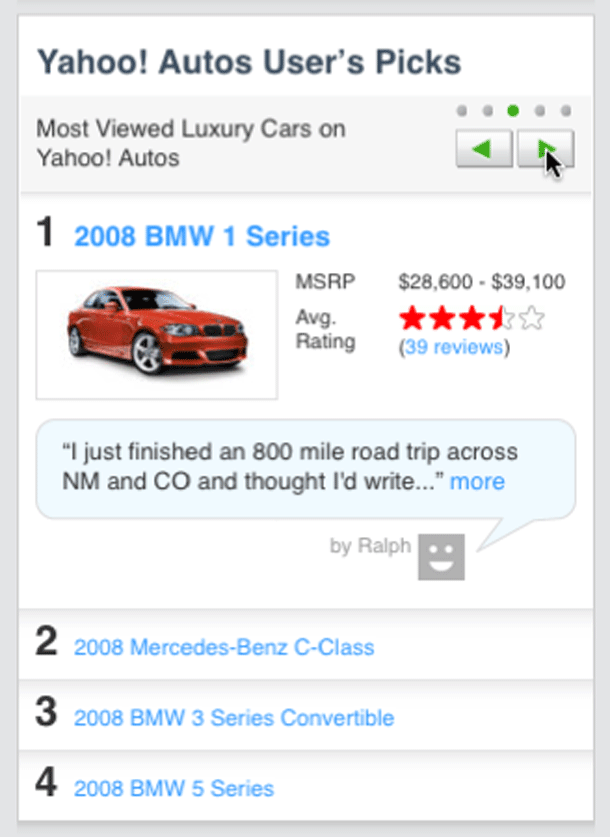 Yahoo! Autos User’s Picks
Most Viewed Luxury Cars on
Yahoo! Autos
1 2008 BMW 1 Series
MSRP $28,600 - $39,100
Avg.
Rating
(39 reviews)
“I just finished an 800 mile road trip across
NM and CO and thought I'd write...” more
by Ralph
2 2008 Mercedes-Benz C-Class
3 2008 BMW 3 Series Convertible
4 2008 BMW 5 Series